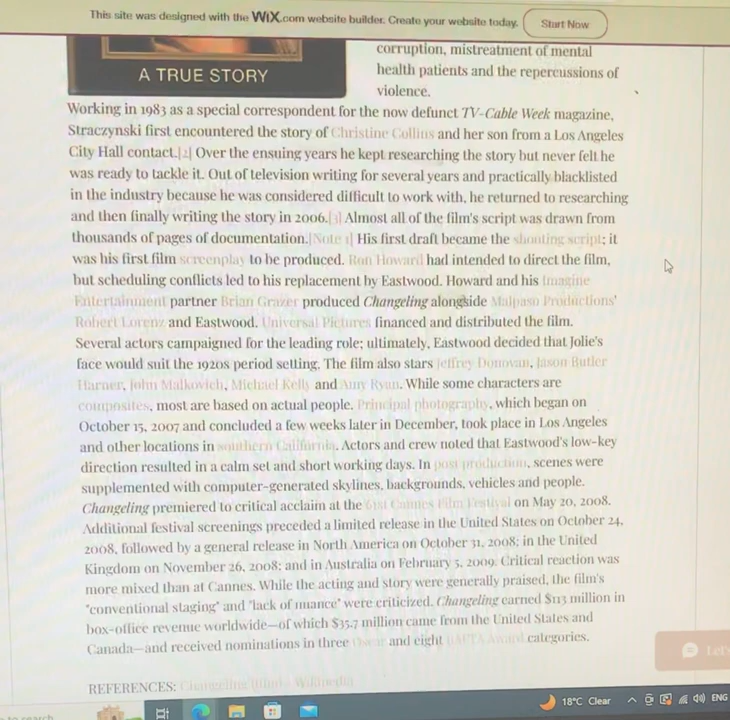 This site was designed with the WiX.com website builder. Create your website today. Start Now
A TRUE STORY
corruption, mistreatment of mental
health patients and the repercussions of
violence.
Working in 1983 as a special correspondent for the now defunct TV-Cable Week magazine,
Straczynski first encountered the story of Christine Collins and her son from a Los Angeles
City Hall contact.[2] Over the ensuing years he kept researching the story but never felt he
was ready to tackle it. Out of television writing for several years and practically blacklisted
in the industry because he was considered difficult to work with, he returned to researching
and then finally writing the story in 2006.[3] Almost all of the film's script was drawn from
thousands of pages of documentation.[Note 1] His first draft became the shooting script; it
was his first film screenplay to be produced. Ron Howard had intended to direct the film,
but scheduling conflicts led to his replacement by Eastwood. Howard and his Imagine
Entertainment partner Brian Grazer produced Changeling alongside Malpaso Productions'
Robert Lorenz and Eastwood. Universal Pictures financed and distributed the film.
Several actors campaigned for the leading role; ultimately, Eastwood decided that Jolie's
face would suit the 1920s period setting. The film also stars Jeffrey Donovan, Jason Butler
Harner, John Malkovich, Michael Kelly and Amy Ryan. While some characters are
composites, most are based on actual people. Principal photography, which began on
October 15, 2007 and concluded a few weeks later in December, took place in Los Angeles
and other locations in southern California. Actors and crew noted that Eastwood's low-key
direction resulted in a calm set and short working days. In post production, scenes were
supplemented with computer-generated skylines, backgrounds, vehicles and people.
Changeling premiered to critical acclaim at the 61st Cannes Film Festival on May 20, 2008.
Additional festival screenings preceded a limited release in the United States on October 24,
2008, followed by a general release in North America on October 31, 2008; in the United
Kingdom on November 26, 2008; and in Australia on February 5, 2009. Critical reaction was
more mixed than at Cannes. While the acting and story were generally praised, the film's
"conventional staging" and "lack of nuance" were criticized. Changeling earned $113 million in
box-office revenue worldwide—of which $35.7 million came from the United States and
Canada—and received nominations in three Oscar and eight BAFTA Award categories.
Let's
REFERENCES: Changeling (film) - Wikipedia
to search
18°C Clear ENG